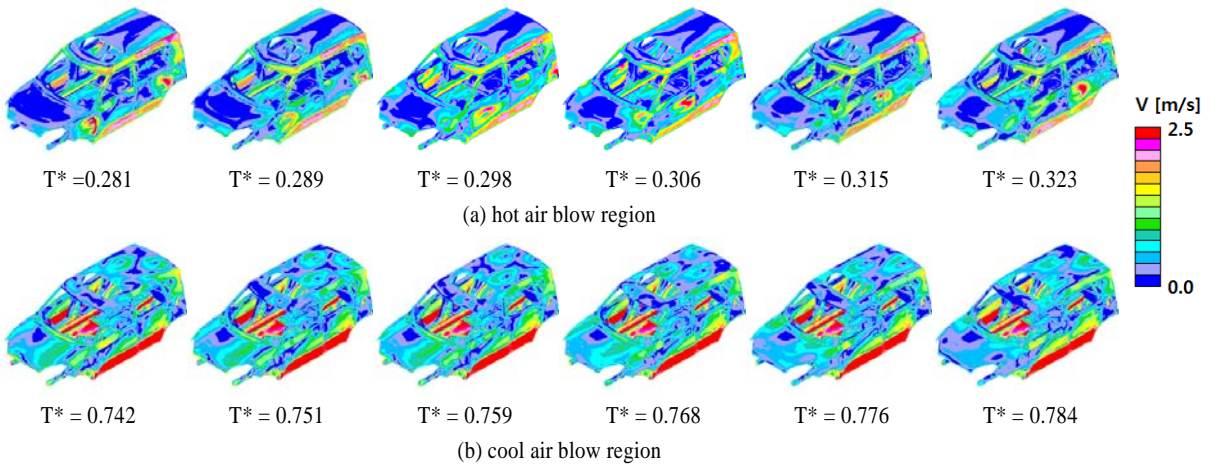 V [m/s]
2.5
0.0
T* =0.281 T* = 0.289 T* = 0.298 T* = 0.306 T* = 0.315 T* = 0.323
(a) hot air blow region
T* = 0.742 T* = 0.751 T* = 0.759 T* = 0.768 T* = 0.776 T* = 0.784
(b) cool air blow region